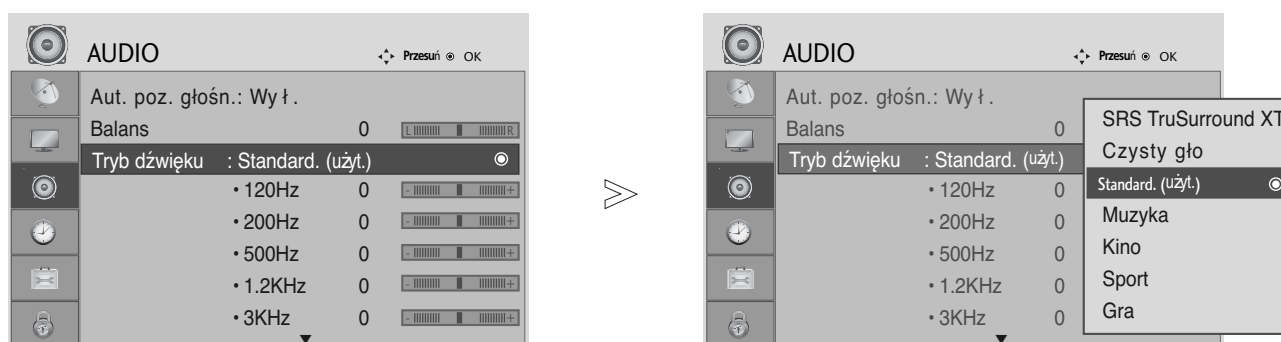 AUDIO
Przesuń ◉ OK
Aut. poz. głośn.: Wy ł .
Balans 0 L R
Tryb dźwięku : Standard. (użyt.) ◉
• 120Hz 0 - +
• 200Hz 0 - +
• 500Hz 0 - +
• 1.2KHz 0 - +
• 3KHz 0 - +
AUDIO
Przesuń ◉ OK
Aut. poz. głośn.: Wy ł .
Balans 0
Tryb dźwięku : Standard. (użyt.)
• 120Hz 0
• 200Hz 0
• 500Hz 0
• 1.2KHz 0
• 3KHz 0
SRS TruSurround XT
Czysty gło
Standard. (użyt.) ◉
Muzyka
Kino
Sport
Gra